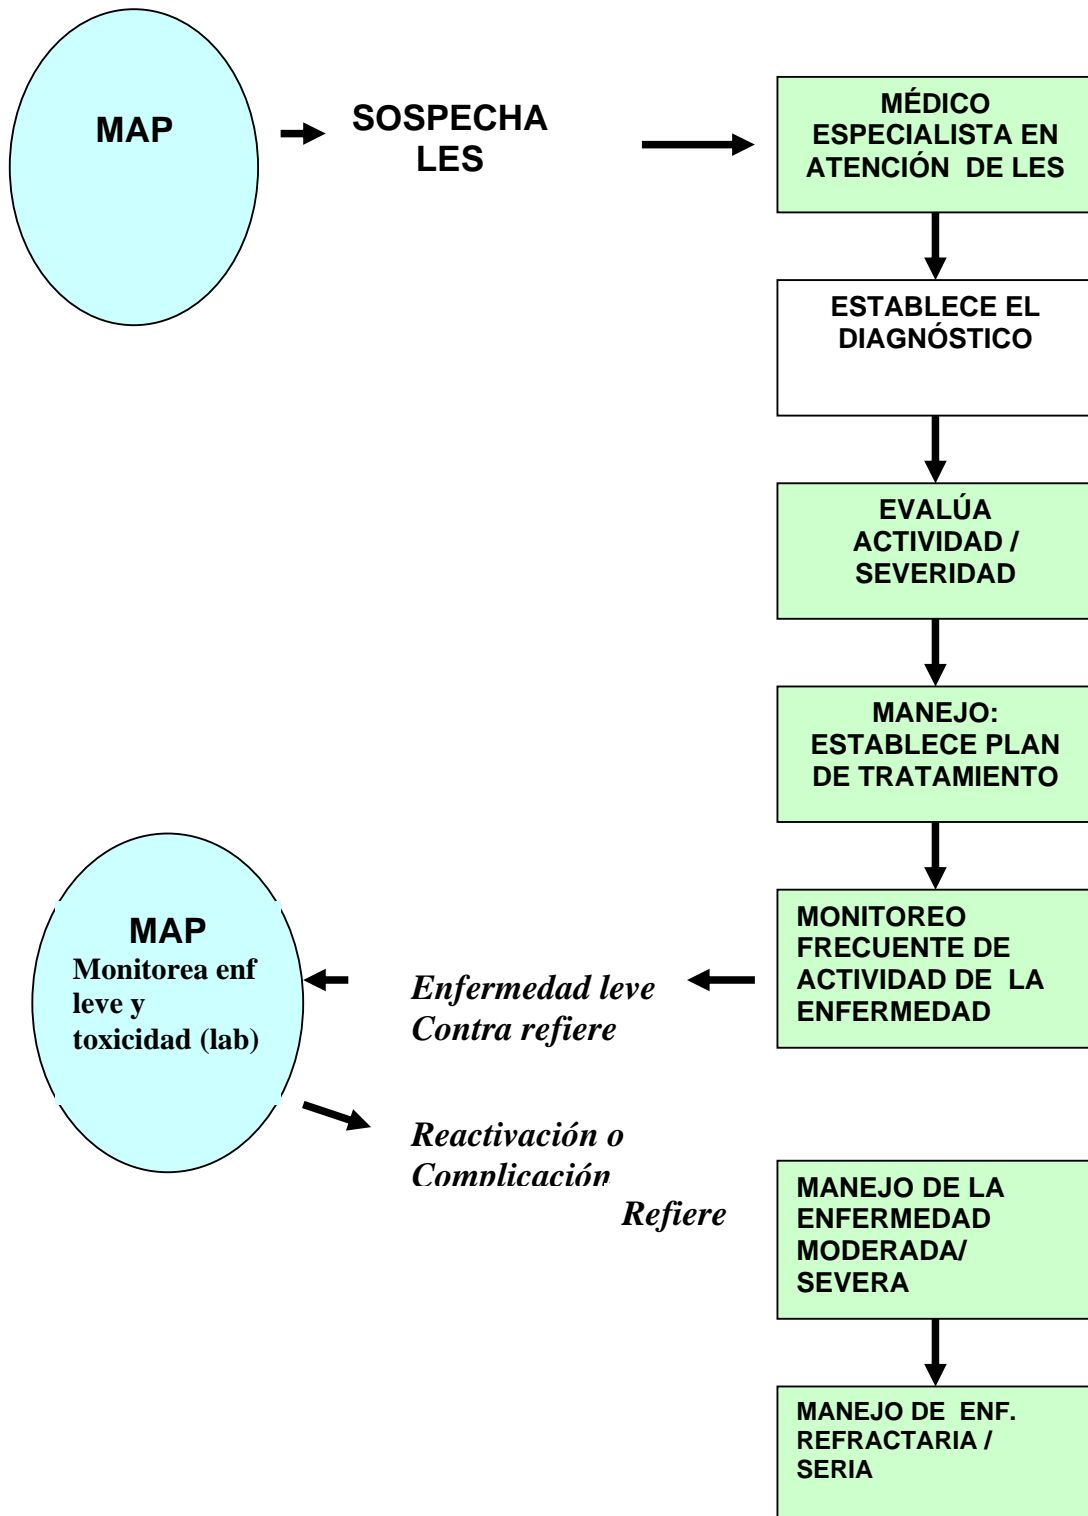 MAP
SOSPECHA
LES
MÉDICO
ESPECIALISTA EN
ATENCIÓN DE LES
ESTABLECE EL
DIAGNÓSTICO
EVALÚA
ACTIVIDAD /
SEVERIDAD
MANEJO:
ESTABLECE PLAN
DE TRATAMIENTO
MONITOREO
FRECUENTE DE
ACTIVIDAD DE LA
ENFERMEDAD
Enfermedad leve
Contra refiere
MAP
Monitorea enf
leve y
toxicidad (lab)
Reactivación o
Complicación
Refiere
MANEJO DE LA
ENFERMEDAD
MODERADA/
SEVERA
MANEJO DE ENF.
REFRACTARIA /
SERIA